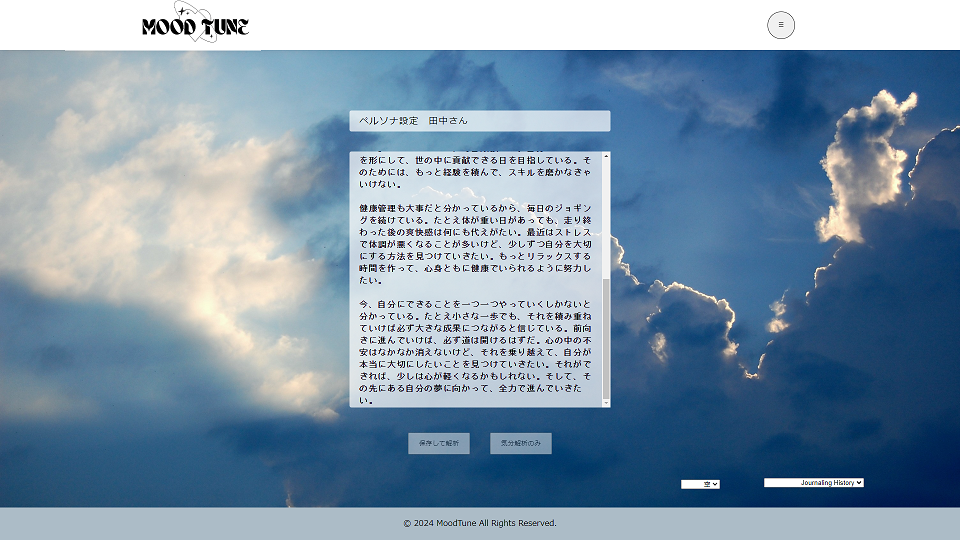 MOOD TUNE
☰
ペルソナ設定　田中さん
を形にして、世の中に貢献できる日を目指している。そ
のためには、もっと経験を積んで、スキルを磨かなきゃ
いけない。
健康管理も大事だと分かっているから、毎日のジョギン
グを続けている。たとえ体が重い日があっても、走り終
わった後の爽快感は何にも代えがたい。最近はストレス
で体調が悪くなることが多いけど、少しずつ自分を大切
にする方法を見つけていきたい。もっとリラックスする
時間を作って、心身ともに健康でいられるように努力し
たい。
今、自分にできることを一つ一つやっていくしかないと
分かっている。たとえ小さな一歩でも、それを積み重ね
ていけば必ず大きな成果につながると信じている。前向
きに進んでいけば、必ず道は開けるはずだ。心の中の不
安はなかなか消えないけど、それを乗り越えて、自分が
本当に大切にしたいことを見つけていきたい。それがで
きれば、少しは心が軽くなるかもしれない。そして、そ
の先にある自分の夢に向かって、全力で進んでいきた
い。
保存して解析
気分解析のみ
空
Journaling History
© 2024 MoodTune All Rights Reserved.